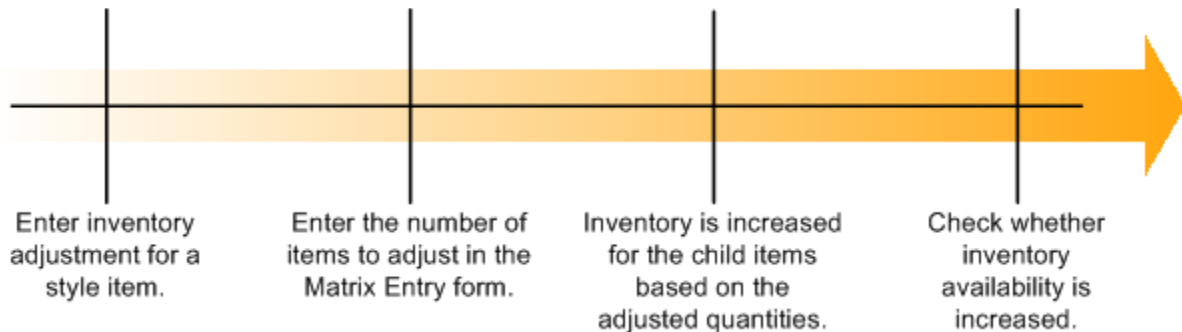 Enter inventory
adjustment for a
style item.
Enter the number of
items to adjust in the
Matrix Entry form.
Inventory is increased
for the child items
based on the
adjusted quantities.
Check whether
inventory
availability is
increased.